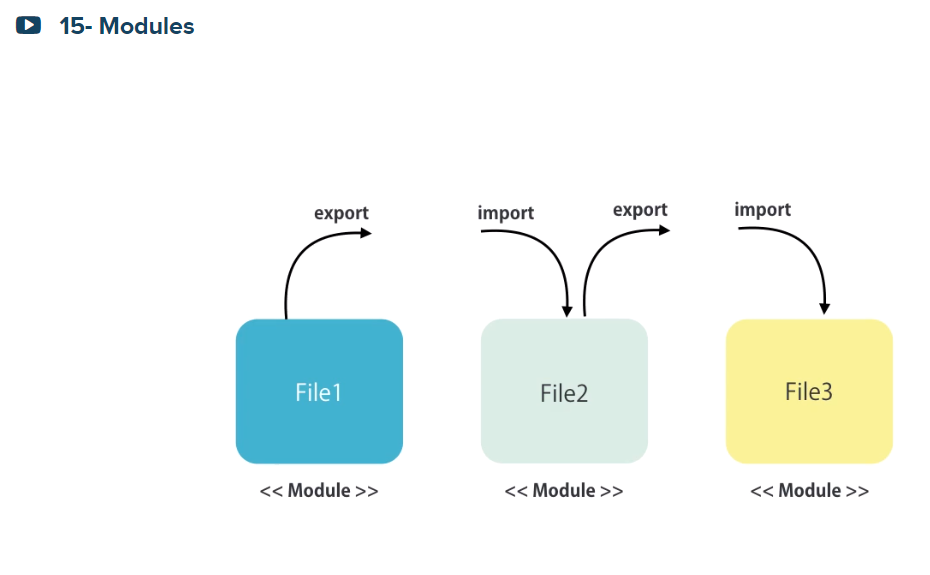 15- Modules
export import export import
File1 File2 File3
<< Module >> << Module >> << Module >>